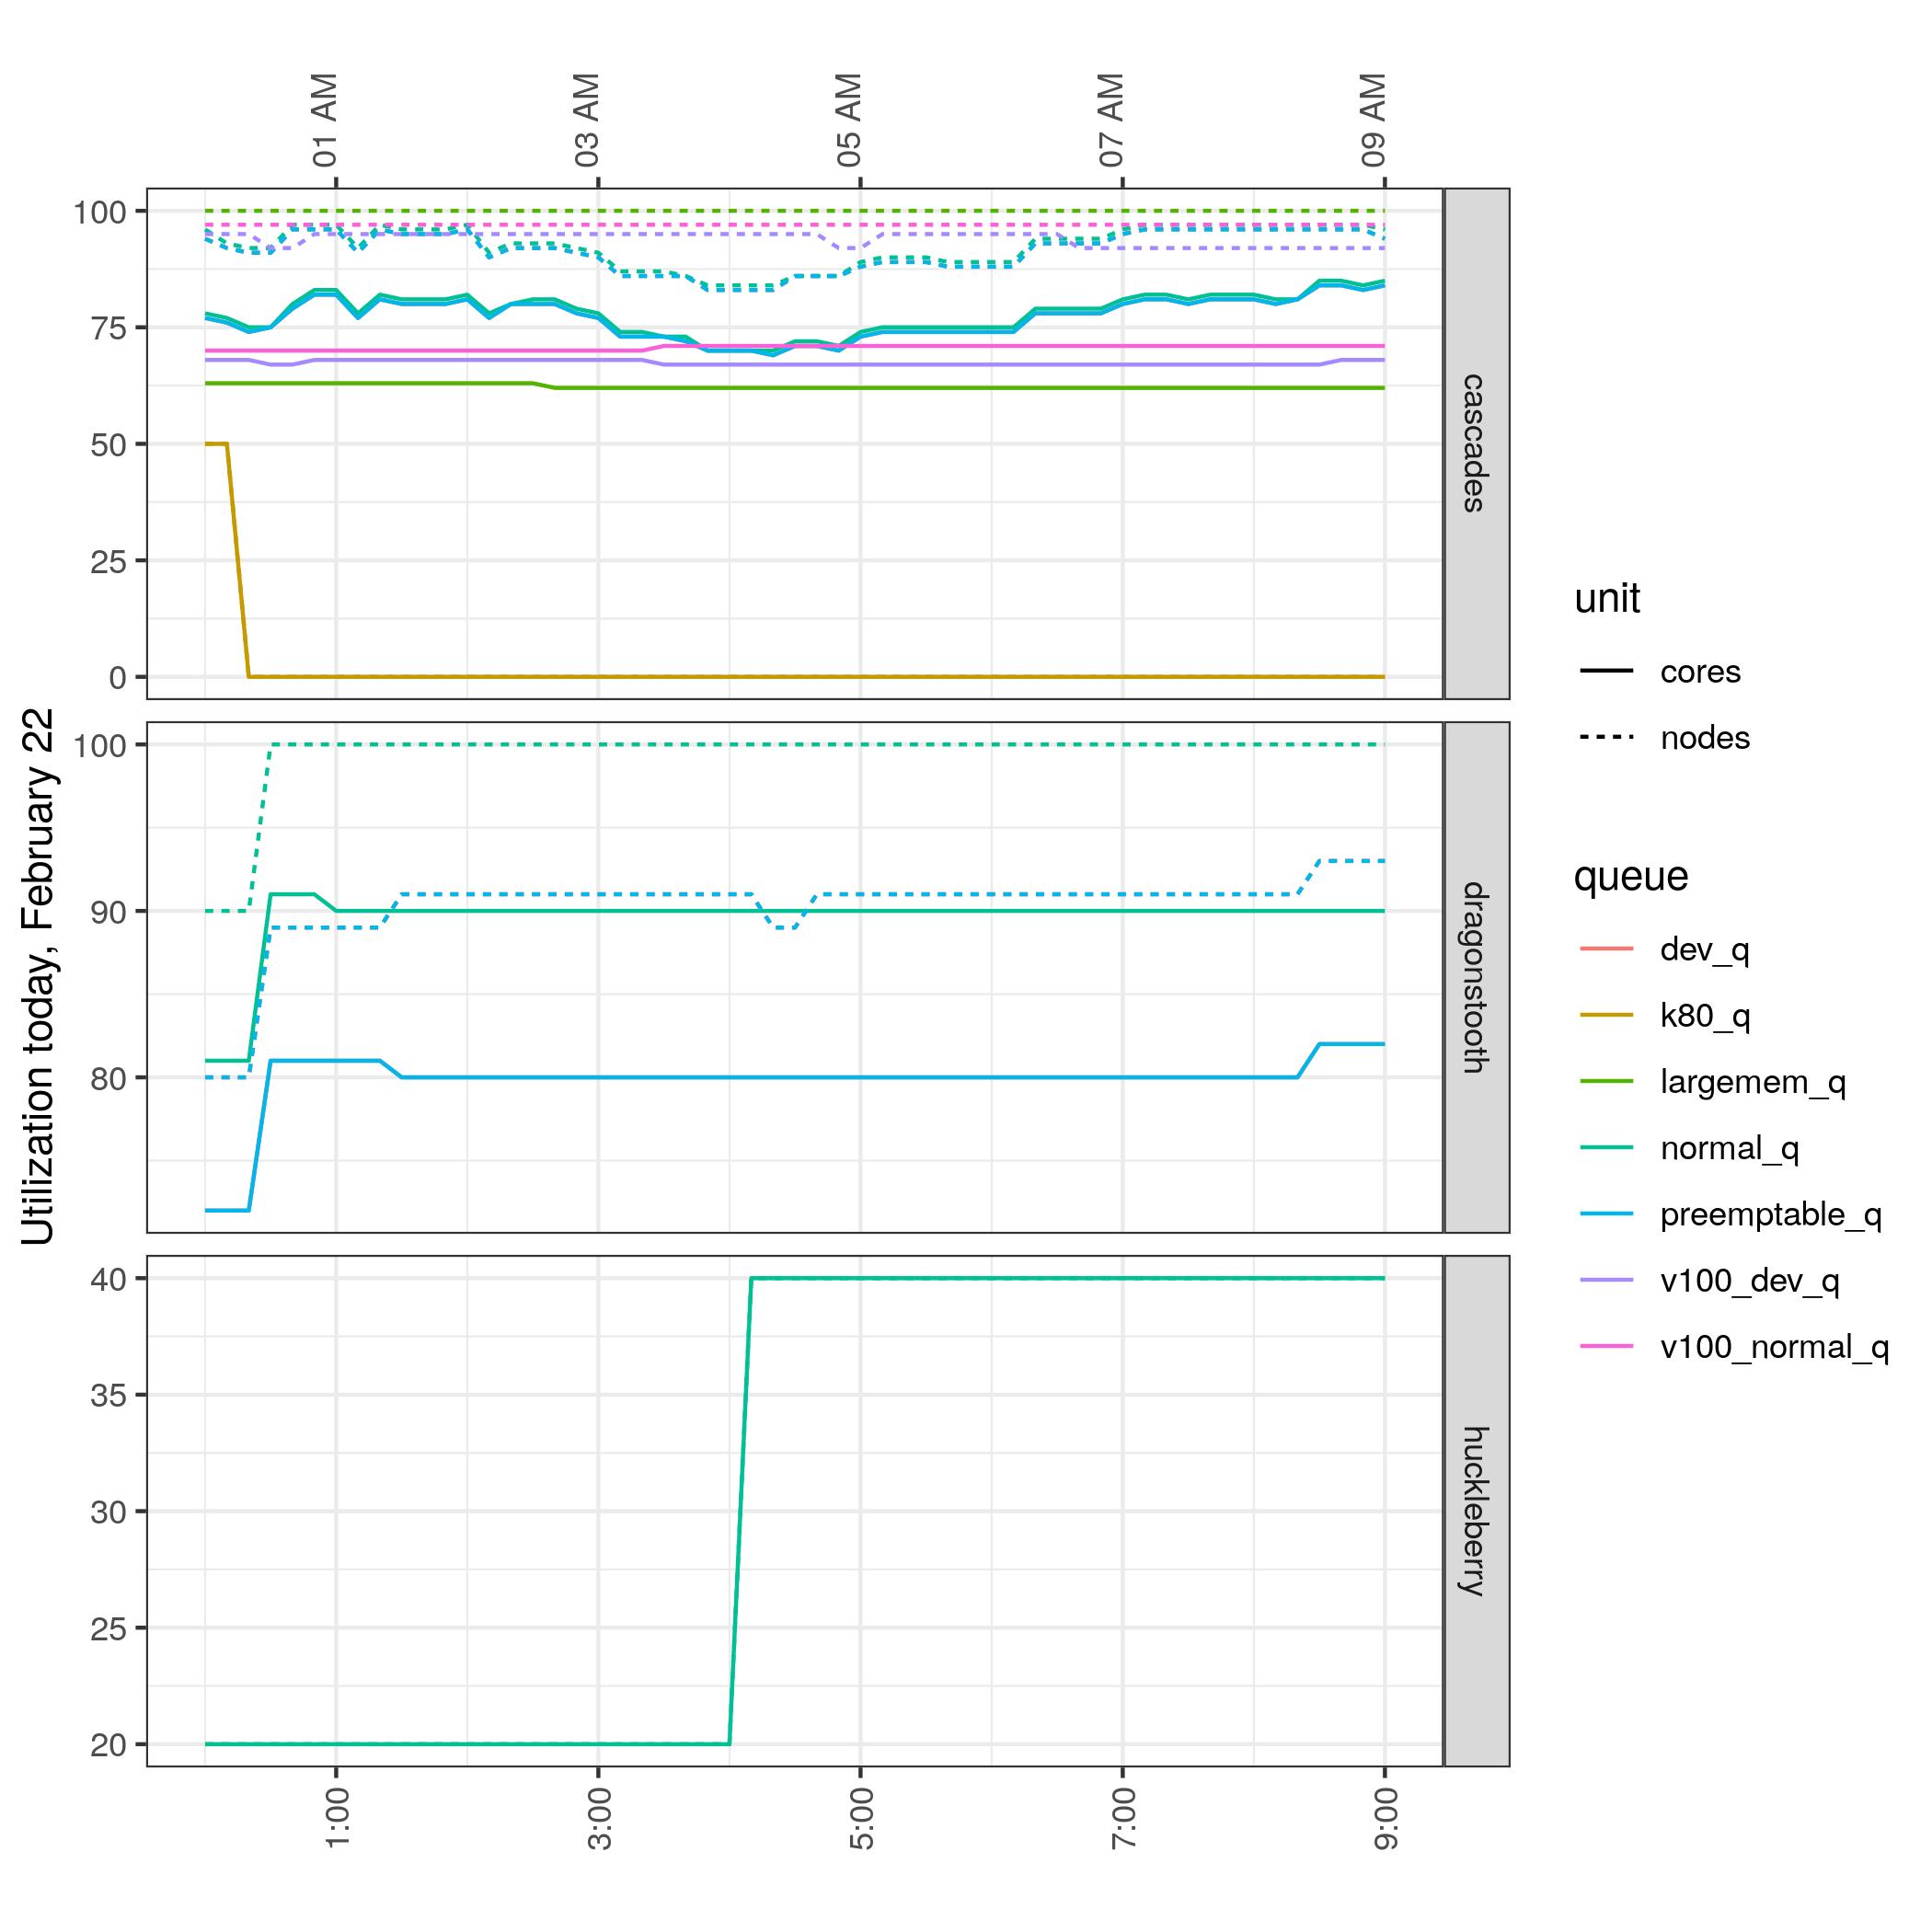 01 AM
03 AM
05 AM
07 AM
09 AM
Utilization today, February 22
100
75
50
25
0
cascades
100
90
80
dragonstooth
40
35
30
25
20
huckleberry
1:00
3:00
5:00
7:00
9:00
unit
cores
nodes
queue
dev_q
k80_q
largemem_q
normal_q
preemptable_q
v100_dev_q
v100_normal_q